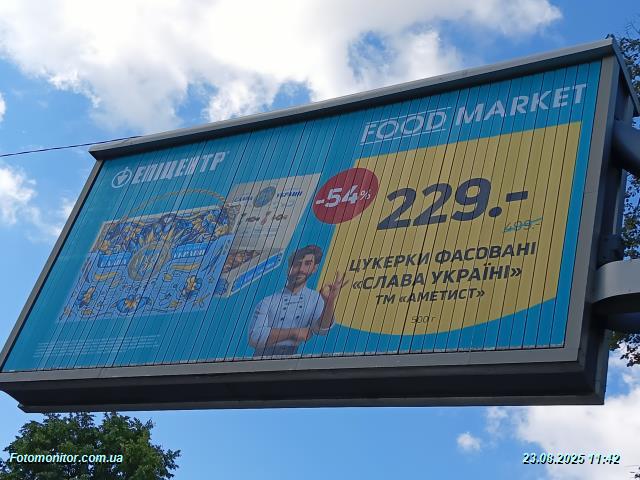 ЕПІЦЕНТР
FOOD MARKET
-54%
229.-
499.-
ЦУКЕРКИ ФАСОВАНІ
«СЛАВА УКРАЇНІ»
ТМ «АМЕТИСТ»
500 г
Fotomonitor.com.ua
23.08.2025 11:42